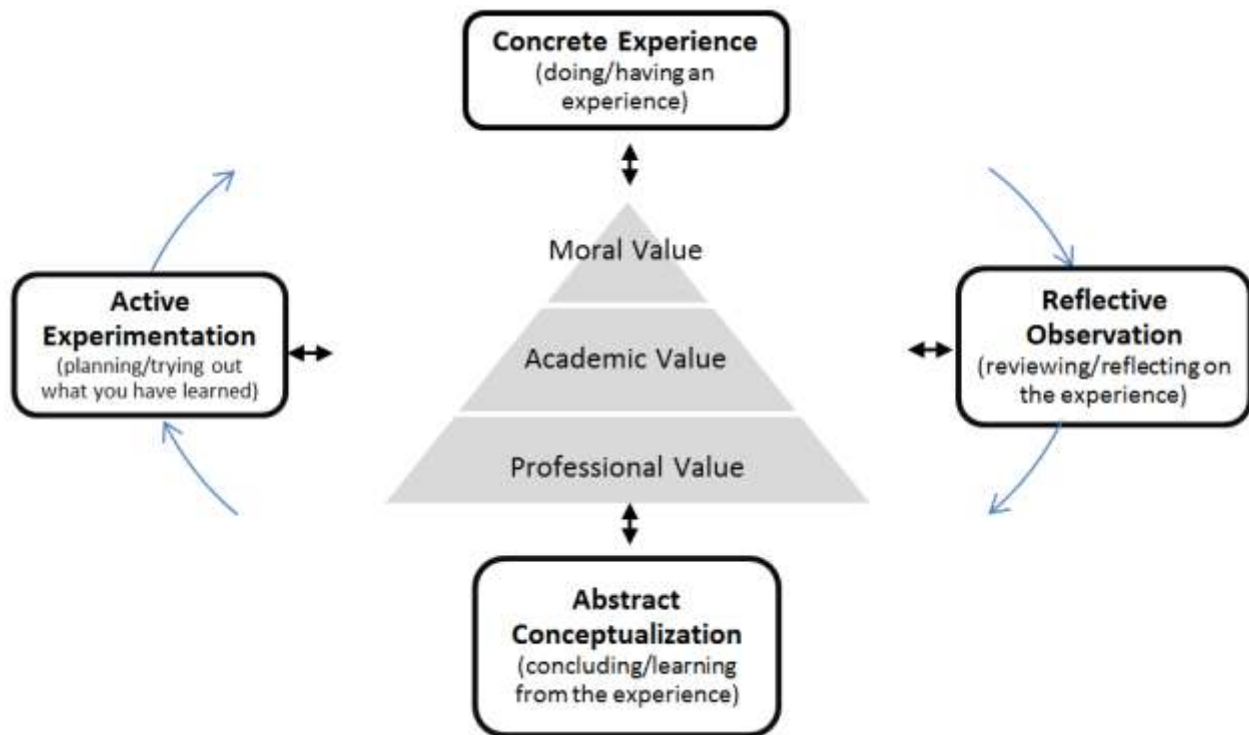 Concrete Experience
(doing/having an
experience)
Moral Value
Active
Experimentation
(planning/trying out
what you have learned)
Reflective
Observation
(reviewing/reflecting on
the experience)
Academic Value
Professional Value
Abstract
Conceptualization
(concluding/learning
from the experience)